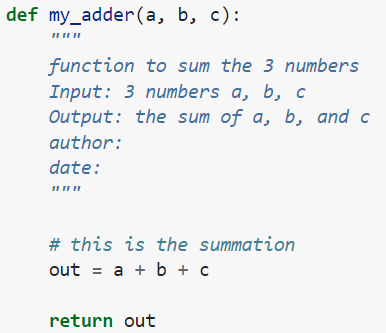 def my_adder(a, b, c):
    """
    function to sum the 3 numbers
    Input: 3 numbers a, b, c
    Output: the sum of a, b, and c
    author:
    date:
    """
    # this is the summation
    out = a + b + c
    return out